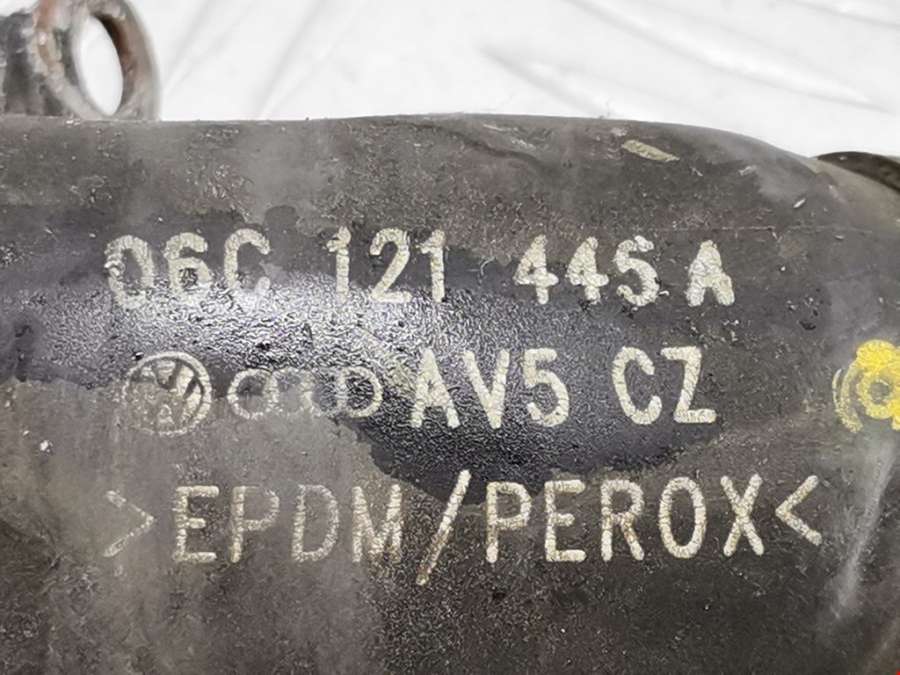 06C 121 445 A
AV5 CZ
>EPDM/PEROX<